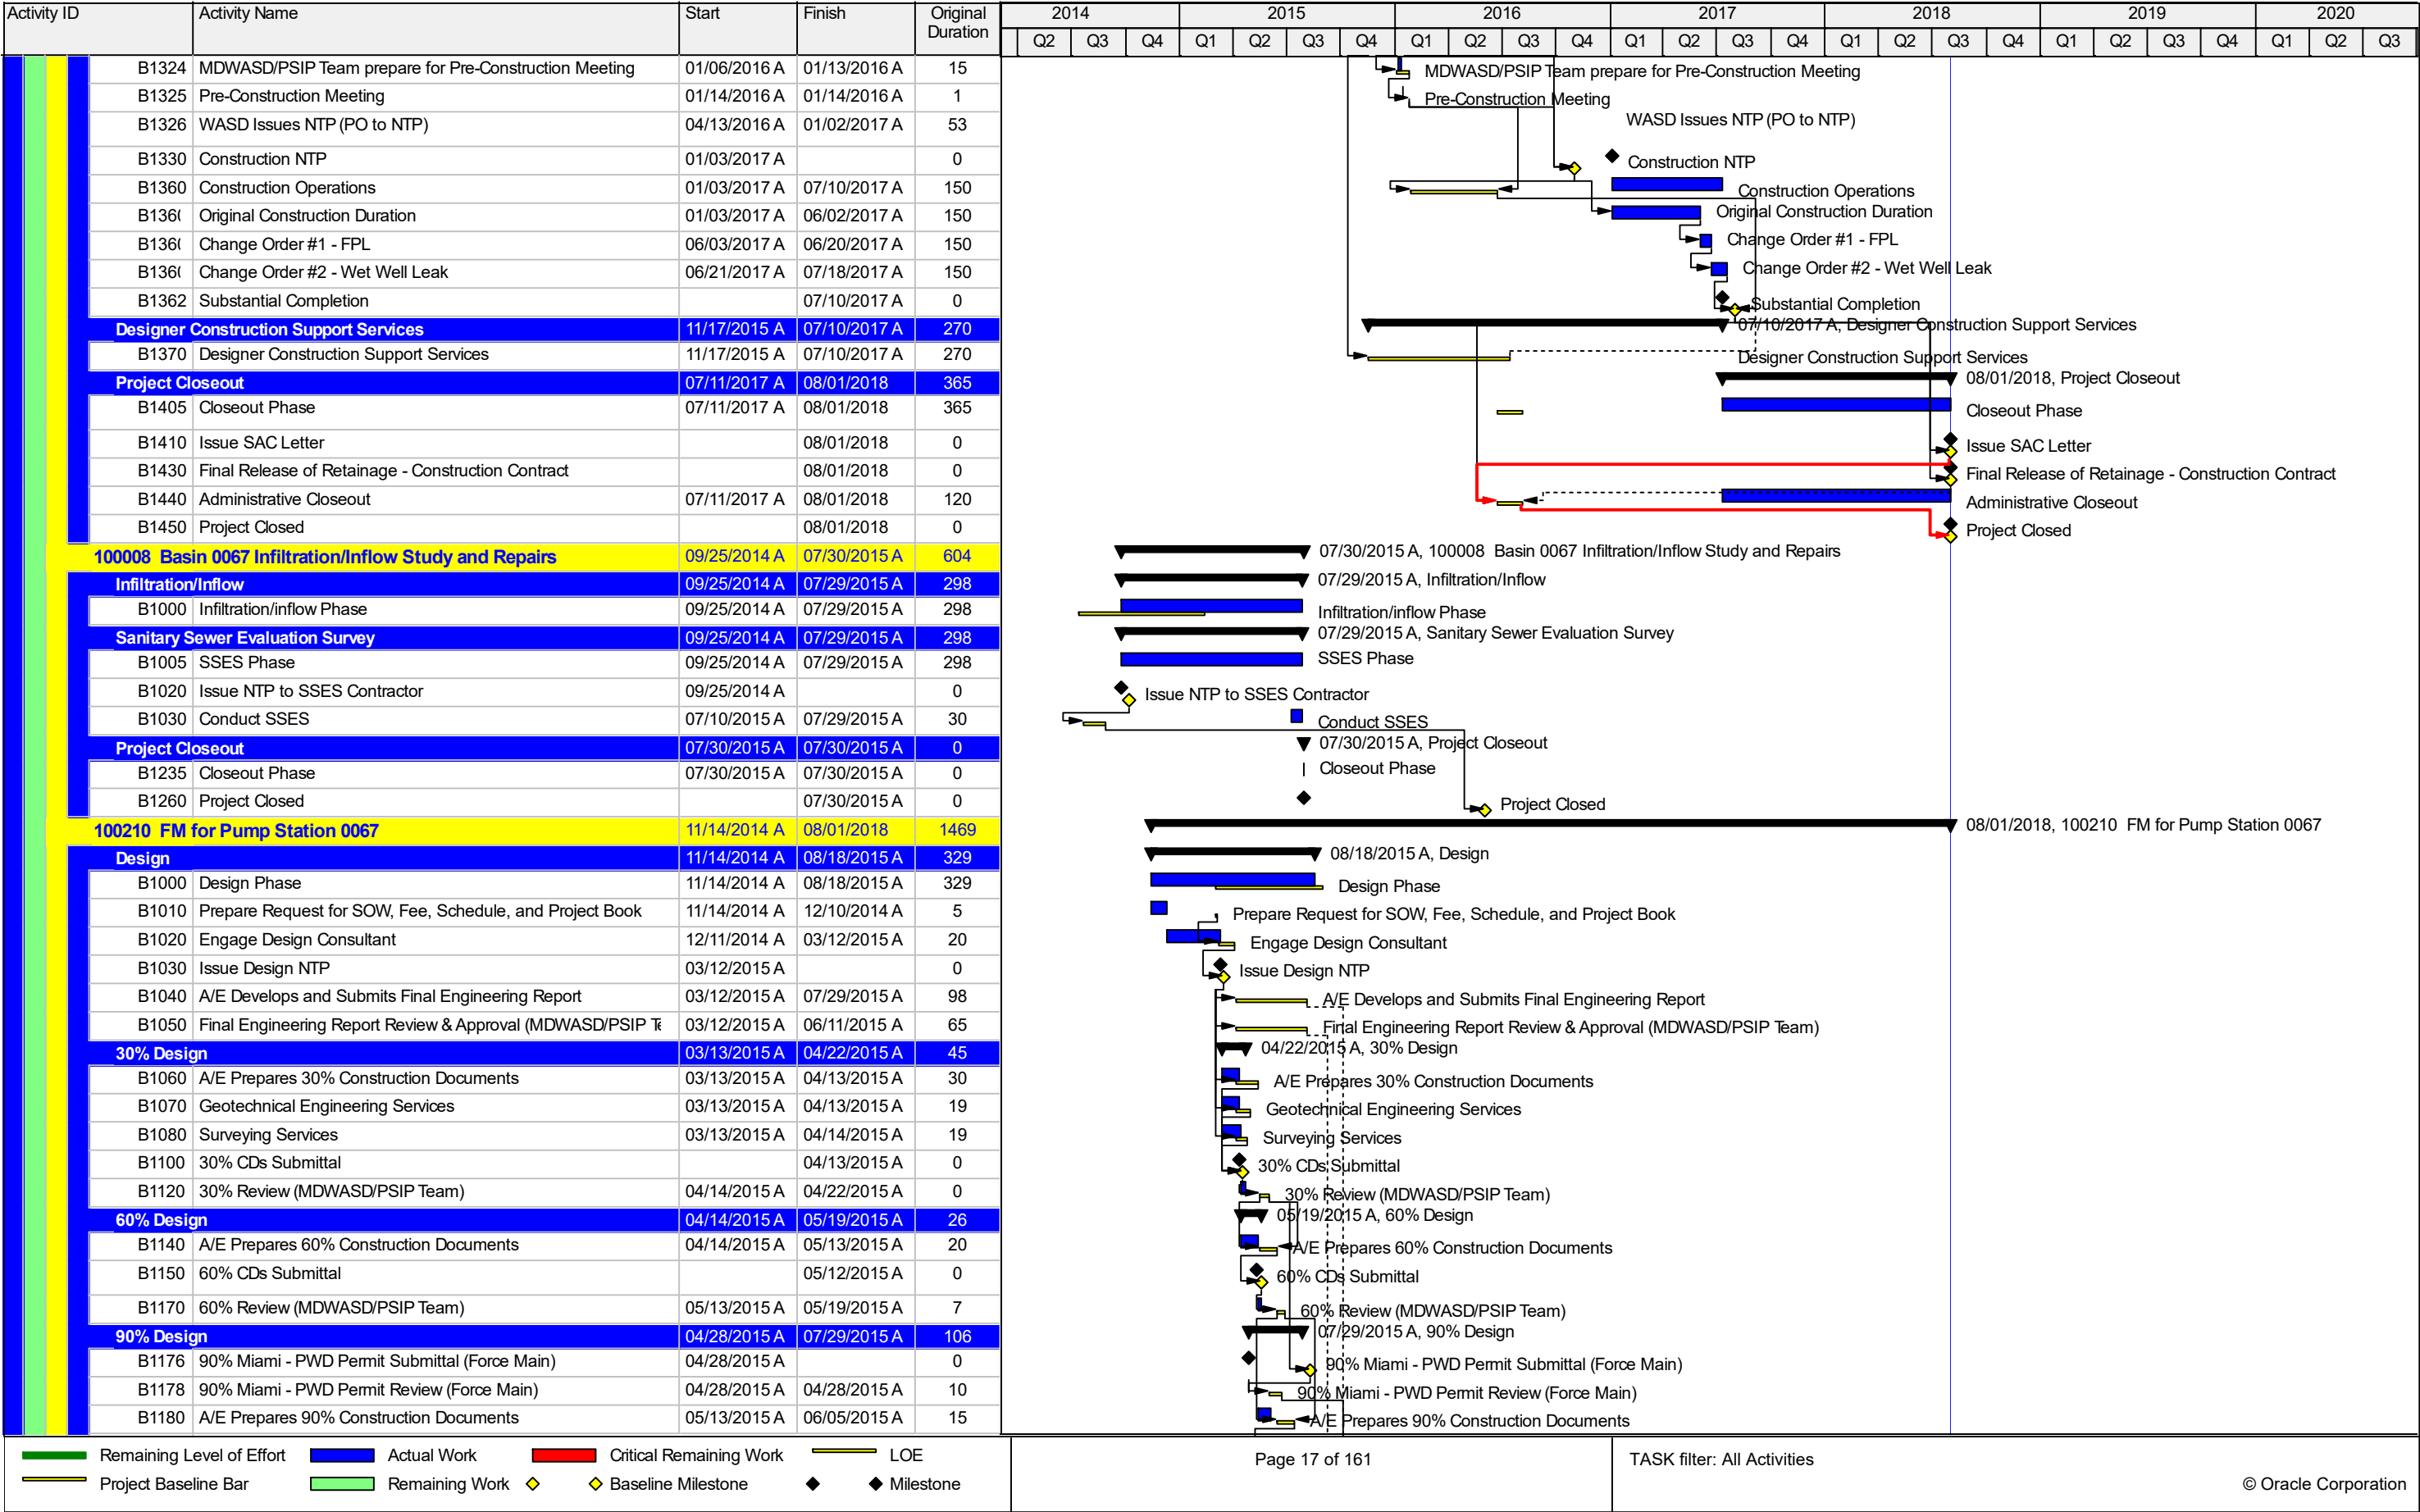 Activity ID Activity Name Start Finish Original Duration 2014 2015 2016 2017 2018 2019 2020
Q2 Q3 Q4 Q1 Q2 Q3 Q4 Q1 Q2 Q3 Q4 Q1 Q2 Q3 Q4 Q1 Q2 Q3 Q4 Q1 Q2 Q3 Q4 Q1 Q2 Q3
B1324 MDWASD/PSIP Team prepare for Pre-Construction Meeting 01/06/2016 A 01/13/2016 A 15 MDWASD/PSIP Team prepare for Pre-Construction Meeting
B1325 Pre-Construction Meeting 01/14/2016 A 01/14/2016 A 1 Pre-Construction Meeting
B1326 WASD Issues NTP (PO to NTP) 04/13/2016 A 01/02/2017 A 53 WASD Issues NTP (PO to NTP)
B1330 Construction NTP 01/03/2017 A 0 Construction NTP
B1360 Construction Operations 01/03/2017 A 07/10/2017 A 150 Construction Operations
B136( Original Construction Duration 01/03/2017 A 06/02/2017 A 150 Original Construction Duration
B136( Change Order #1 - FPL 06/03/2017 A 06/20/2017 A 150 Change Order #1 - FPL
B136( Change Order #2 - Wet Well Leak 06/21/2017 A 07/18/2017 A 150 Change Order #2 - Wet Well Leak
B1362 Substantial Completion 07/10/2017 A 0 Substantial Completion
Designer Construction Support Services 11/17/2015 A 07/10/2017 A 270 07/10/2017 A, Designer Construction Support Services
B1370 Designer Construction Support Services 11/17/2015 A 07/10/2017 A 270 Designer Construction Support Services
Project Closeout 07/11/2017 A 08/01/2018 365 08/01/2018, Project Closeout
B1405 Closeout Phase 07/11/2017 A 08/01/2018 365 Closeout Phase
B1410 Issue SAC Letter 08/01/2018 0 Issue SAC Letter
B1430 Final Release of Retainage - Construction Contract 08/01/2018 0 Final Release of Retainage - Construction Contract
B1440 Administrative Closeout 07/11/2017 A 08/01/2018 120 Administrative Closeout
B1450 Project Closed 08/01/2018 0 Project Closed
100008 Basin 0067 Infiltration/Inflow Study and Repairs 09/25/2014 A 07/30/2015 A 604 07/30/2015 A, 100008 Basin 0067 Infiltration/Inflow Study and Repairs
Infiltration/Inflow 09/25/2014 A 07/29/2015 A 298 07/29/2015 A, Infiltration/Inflow
B1000 Infiltration/inflow Phase 09/25/2014 A 07/29/2015 A 298 Infiltration/inflow Phase
Sanitary Sewer Evaluation Survey 09/25/2014 A 07/29/2015 A 298 07/29/2015 A, Sanitary Sewer Evaluation Survey
B1005 SSES Phase 09/25/2014 A 07/29/2015 A 298 SSES Phase
B1020 Issue NTP to SSES Contractor 09/25/2014 A 0 Issue NTP to SSES Contractor
B1030 Conduct SSES 07/10/2015 A 07/29/2015 A 30 Conduct SSES
Project Closeout 07/30/2015 A 07/30/2015 A 0 07/30/2015 A, Project Closeout
B1235 Closeout Phase 07/30/2015 A 07/30/2015 A 0 Closeout Phase
B1260 Project Closed 07/30/2015 A 0 Project Closed
100210 FM for Pump Station 0067 11/14/2014 A 08/01/2018 1469 08/01/2018, 100210 FM for Pump Station 0067
Design 11/14/2014 A 08/18/2015 A 329 08/18/2015 A, Design
B1000 Design Phase 11/14/2014 A 08/18/2015 A 329 Design Phase
B1010 Prepare Request for SOW, Fee, Schedule, and Project Book 11/14/2014 A 12/10/2014 A 5 Prepare Request for SOW, Fee, Schedule, and Project Book
B1020 Engage Design Consultant 12/11/2014 A 03/12/2015 A 20 Engage Design Consultant
B1030 Issue Design NTP 03/12/2015 A 0 Issue Design NTP
B1040 A/E Develops and Submits Final Engineering Report 03/12/2015 A 07/29/2015 A 98 A/E Develops and Submits Final Engineering Report
B1050 Final Engineering Report Review & Approval (MDWASD/PSIP Te 03/12/2015 A 06/11/2015 A 65 Final Engineering Report Review & Approval (MDWASD/PSIP Team)
30% Design 03/13/2015 A 04/22/2015 A 45 04/22/2015 A, 30% Design
B1060 A/E Prepares 30% Construction Documents 03/13/2015 A 04/13/2015 A 30 A/E Prepares 30% Construction Documents
B1070 Geotechnical Engineering Services 03/13/2015 A 04/13/2015 A 19 Geotechnical Engineering Services
B1080 Surveying Services 03/13/2015 A 04/14/2015 A 19 Surveying Services
B1100 30% CDs Submittal 04/13/2015 A 0 30% CDs Submittal
B1120 30% Review (MDWASD/PSIP Team) 04/14/2015 A 04/22/2015 A 0 30% Review (MDWASD/PSIP Team)
60% Design 04/14/2015 A 05/19/2015 A 26 05/19/2015 A, 60% Design
B1140 A/E Prepares 60% Construction Documents 04/14/2015 A 05/13/2015 A 20 A/E Prepares 60% Construction Documents
B1150 60% CDs Submittal 05/12/2015 A 0 60% CDs Submittal
B1170 60% Review (MDWASD/PSIP Team) 05/13/2015 A 05/19/2015 A 7 60% Review (MDWASD/PSIP Team)
90% Design 04/28/2015 A 07/29/2015 A 106 07/29/2015 A, 90% Design
B1176 90% Miami - PWD Permit Submittal (Force Main) 04/28/2015 A 0 90% Miami - PWD Permit Submittal (Force Main)
B1178 90% Miami - PWD Permit Review (Force Main) 04/28/2015 A 04/28/2015 A 10 90% Miami - PWD Permit Review (Force Main)
B1180 A/E Prepares 90% Construction Documents 05/13/2015 A 06/05/2015 A 15 A/E Prepares 90% Construction Documents
Remaining Level of Effort Actual Work Critical Remaining Work LOE
Project Baseline Bar Remaining Work Baseline Milestone Milestone
Page 17 of 161
TASK filter: All Activities
© Oracle Corporation